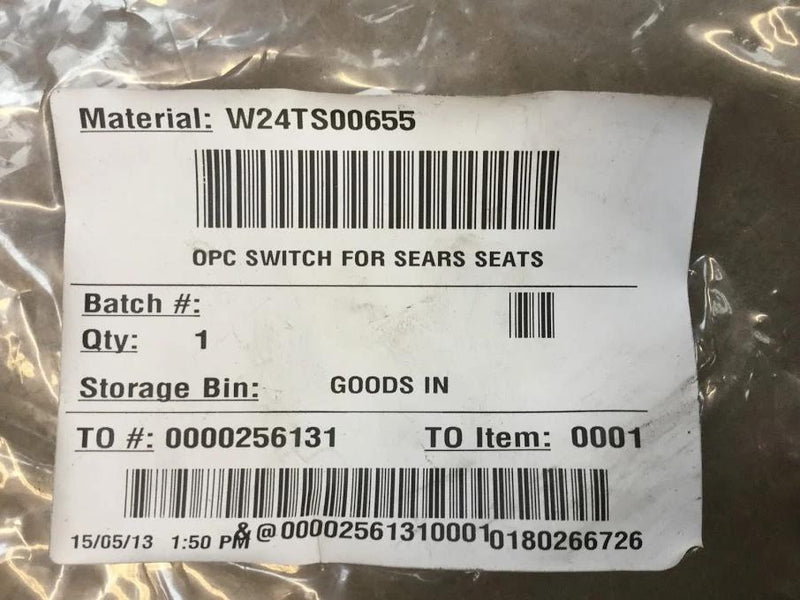 Material: W24TS00655
OPC SWITCH FOR SEARS SEATS
Batch #:
Qty: 1
Storage Bin: GOODS IN
TO #: 0000256131 TO Item: 0001
15/05/13 1:50 PM &@00002561310001 0180266726